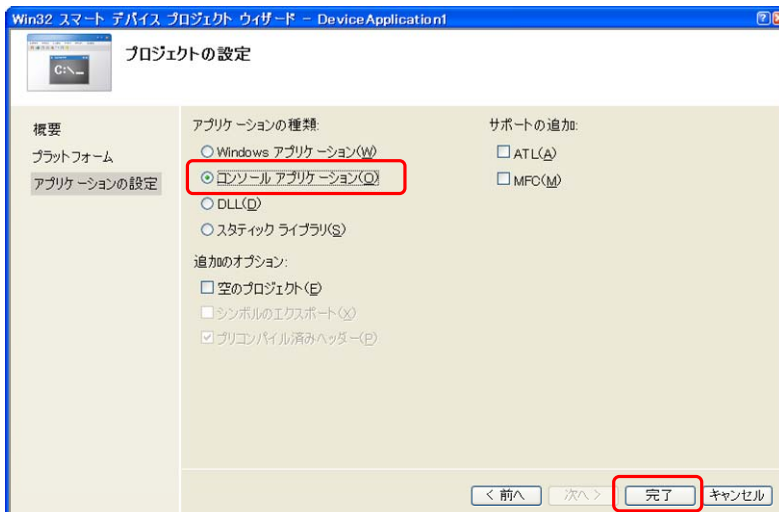 Win32 スマート デバイス プロジェクト ウィザード - DeviceApplication1
C:\_
プロジェクトの設定
概要
プラットフォーム
アプリケーションの設定
アプリケーションの種類:
Windows アプリケーション(W)
コンソール アプリケーション(O)
DLL(D)
スタティック ライブラリ(S)
追加のオプション:
空のプロジェクト(E)
シンボルのエクスポート(X)
プリコンパイル済みヘッダー(P)
サポートの追加:
ATL(A)
MFC(M)
< 前へ
次へ >
完了
キャンセル